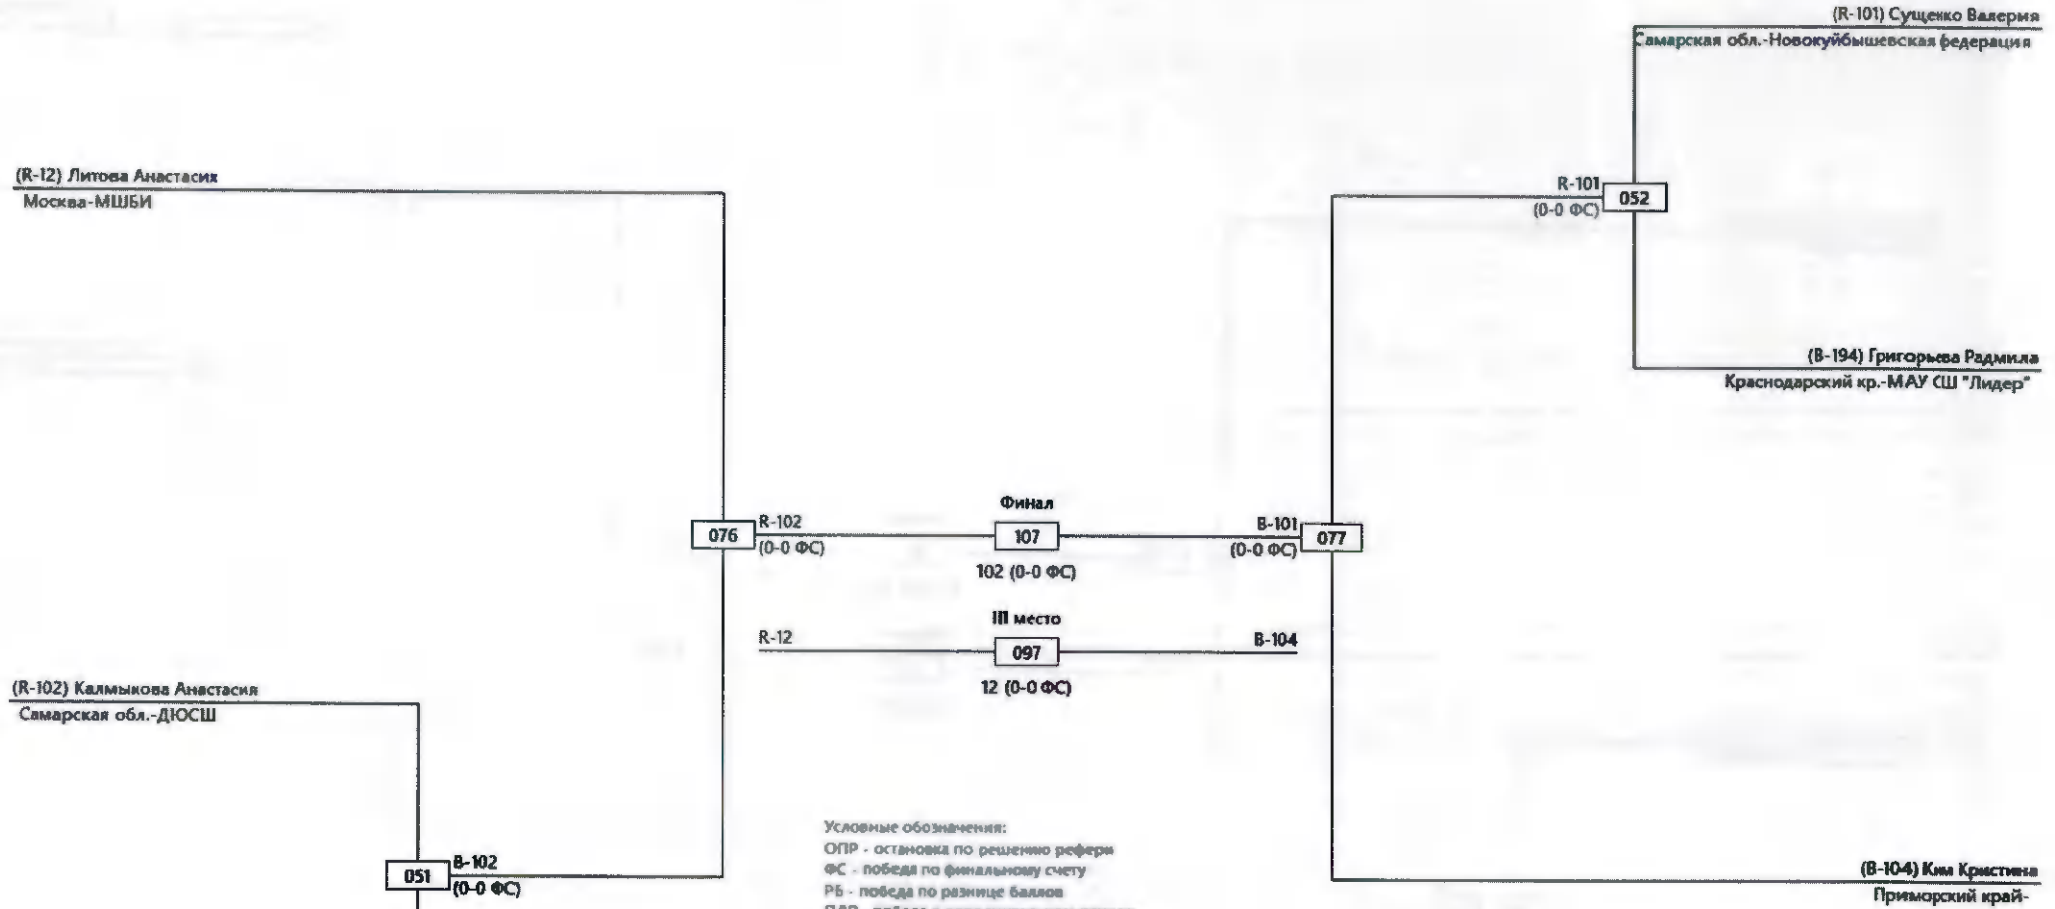 (R-101) Сущенко Валерия
Самарская обл.-Новокуйбышевская федерация
(R-12) Литова Анастасия
Москва-МШБИ
R-101
(0-0 ФС)
052
(B-194) Григорьева Радмила
Краснодарский кр.-МАУ СШ "Лидер"
Финал
076
R-102
(0-0 ФС)
107
B-101
(0-0 ФС)
077
102 (0-0 ФС)
III место
R-12
097
B-104
12 (0-0 ФС)
(R-102) Калмыкова Анастасия
Самарская обл.-ДЮСШ
Условные обозначения:
ОПР - остановка по решению рефери
ФС - победа по финальному счету
РБ - победа по разнице баллов
051
B-102
(0-0 ФС)
(B-104) Ким Кристина
Приморский край-